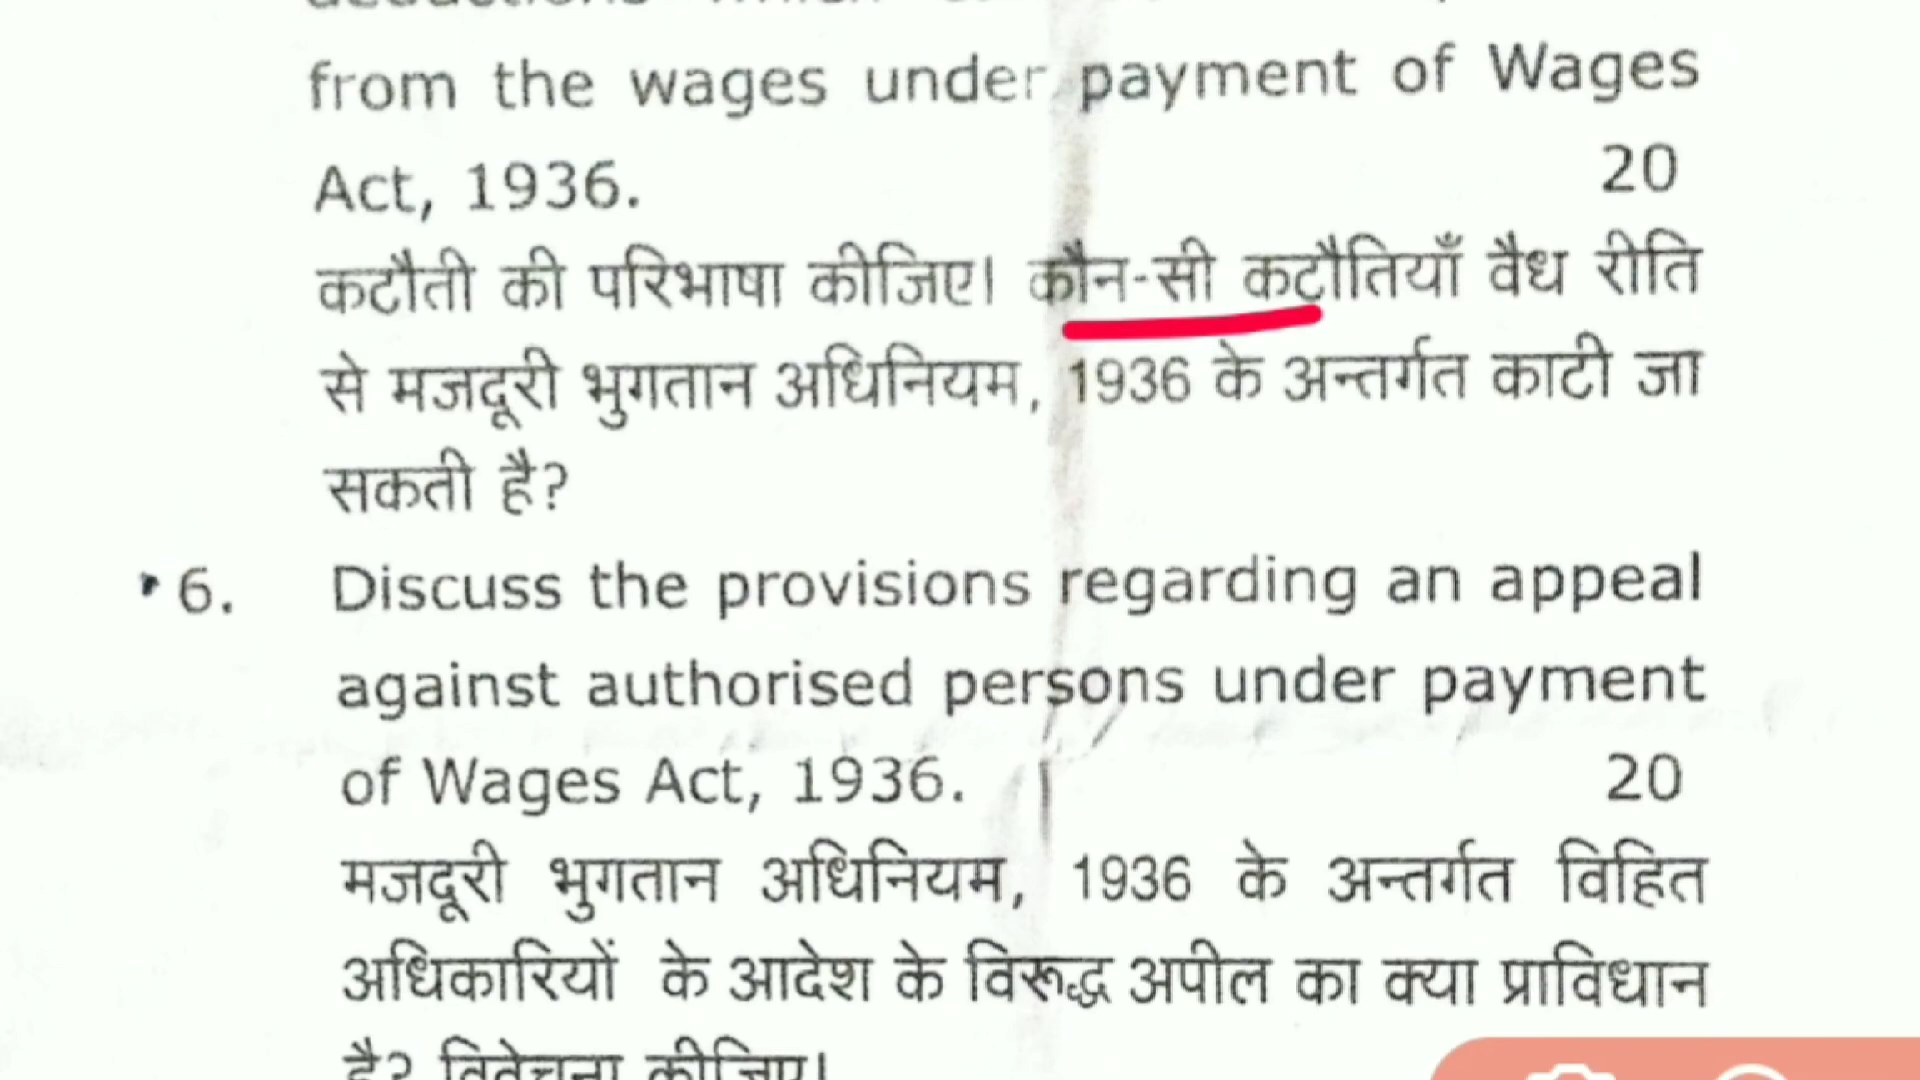 from the wages under payment of Wages
Act, 1936. 20
कटौती की परिभाषा कीजिए। कौन-सी कटौतियाँ वैध रीति
से मजदूरी भुगतान अधिनियम, 1936 के अन्तर्गत काटी जा
सकती है?
6. Discuss the provisions regarding an appeal
against authorised persons under payment
of Wages Act, 1936. 20
मजदूरी भुगतान अधिनियम, 1936 के अन्तर्गत विहित
अधिकारियों के आदेश के विरूद्ध अपील का क्या प्राविधान
है? विवेचना कीजिए।